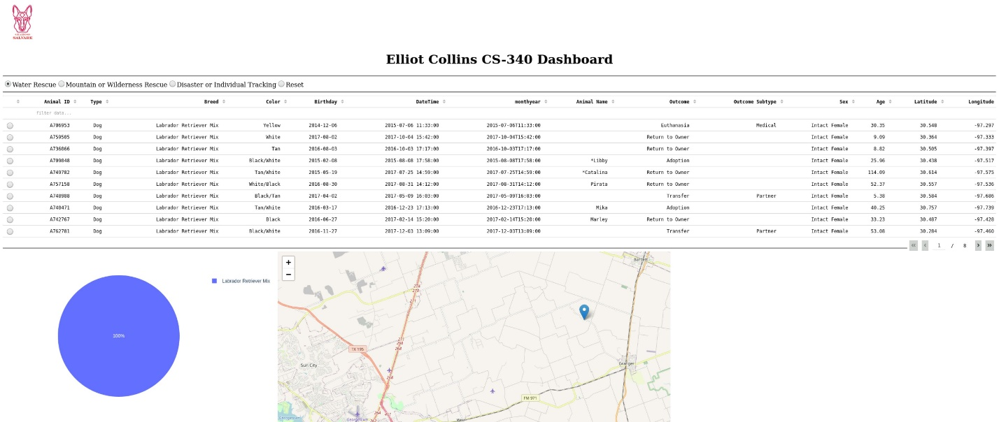 GRAZIOSO
SALVARE
Elliot Collins CS-340 Dashboard
Water Rescue Mountain or Wilderness Rescue Disaster or Individual Tracking Reset
Animal ID Type Breed Color Birthday DateTime monthyear Animal Name Outcome Outcome Subtype Sex Age Latitude Longitude
filter data...
A706953 Dog Labrador Retriever Mix Yellow 2014-12-06 2015-07-06 11:33:00 2015-07-06T11:33:00 Euthanasia Medical Intact Female 30.35 30.548 -97.297
A759505 Dog Labrador Retriever Mix White 2017-08-02 2017-10-04 15:42:00 2017-10-04T15:42:00 Return to Owner Intact Female 9.09 30.364 -97.333
A736066 Dog Labrador Retriever Mix Tan 2016-08-03 2016-10-03 17:17:00 2016-10-03T17:17:00 Return to Owner Intact Female 8.82 30.505 -97.397
A709848 Dog Labrador Retriever Mix Black/White 2015-02-08 2015-08-08 17:58:00 2015-08-08T17:58:00 *Libby Adoption Intact Female 25.96 30.438 -97.517
A749782 Dog Labrador Retriever Mix Tan/White 2015-05-19 2017-07-25 14:59:00 2017-07-25T14:59:00 *Catalina Return to Owner Intact Female 114.09 30.614 -97.575
A757158 Dog Labrador Retriever Mix White/Black 2016-08-30 2017-08-31 14:12:00 2017-08-31T14:12:00 Pirata Return to Owner Intact Female 52.37 30.557 -97.536
A748988 Dog Labrador Retriever Mix Black/Tan 2017-04-02 2017-05-09 16:03:00 2017-05-09T16:03:00 Transfer Partner Intact Female 5.38 30.504 -97.686
A740471 Dog Labrador Retriever Mix Tan/White 2016-03-17 2016-12-23 17:13:00 2016-12-23T17:13:00 Mika Adoption Intact Female 40.25 30.757 -97.739
A742767 Dog Labrador Retriever Mix Black 2016-06-27 2017-02-14 15:20:00 2017-02-14T15:20:00 Marley Return to Owner Intact Female 33.23 30.407 -97.428
A762781 Dog Labrador Retriever Mix Black/White 2016-11-27 2017-12-03 13:09:00 2017-12-03T13:09:00 Transfer Partner Intact Female 53.08 30.204 -97.460
1 / 8
Labrador Retriever Mix
100%
+
−
Bartlett
274
270
271
271
268
268
TX 195
Sun City
Granger
268
FM 971
264
Georgetown
Georgetown
Weir